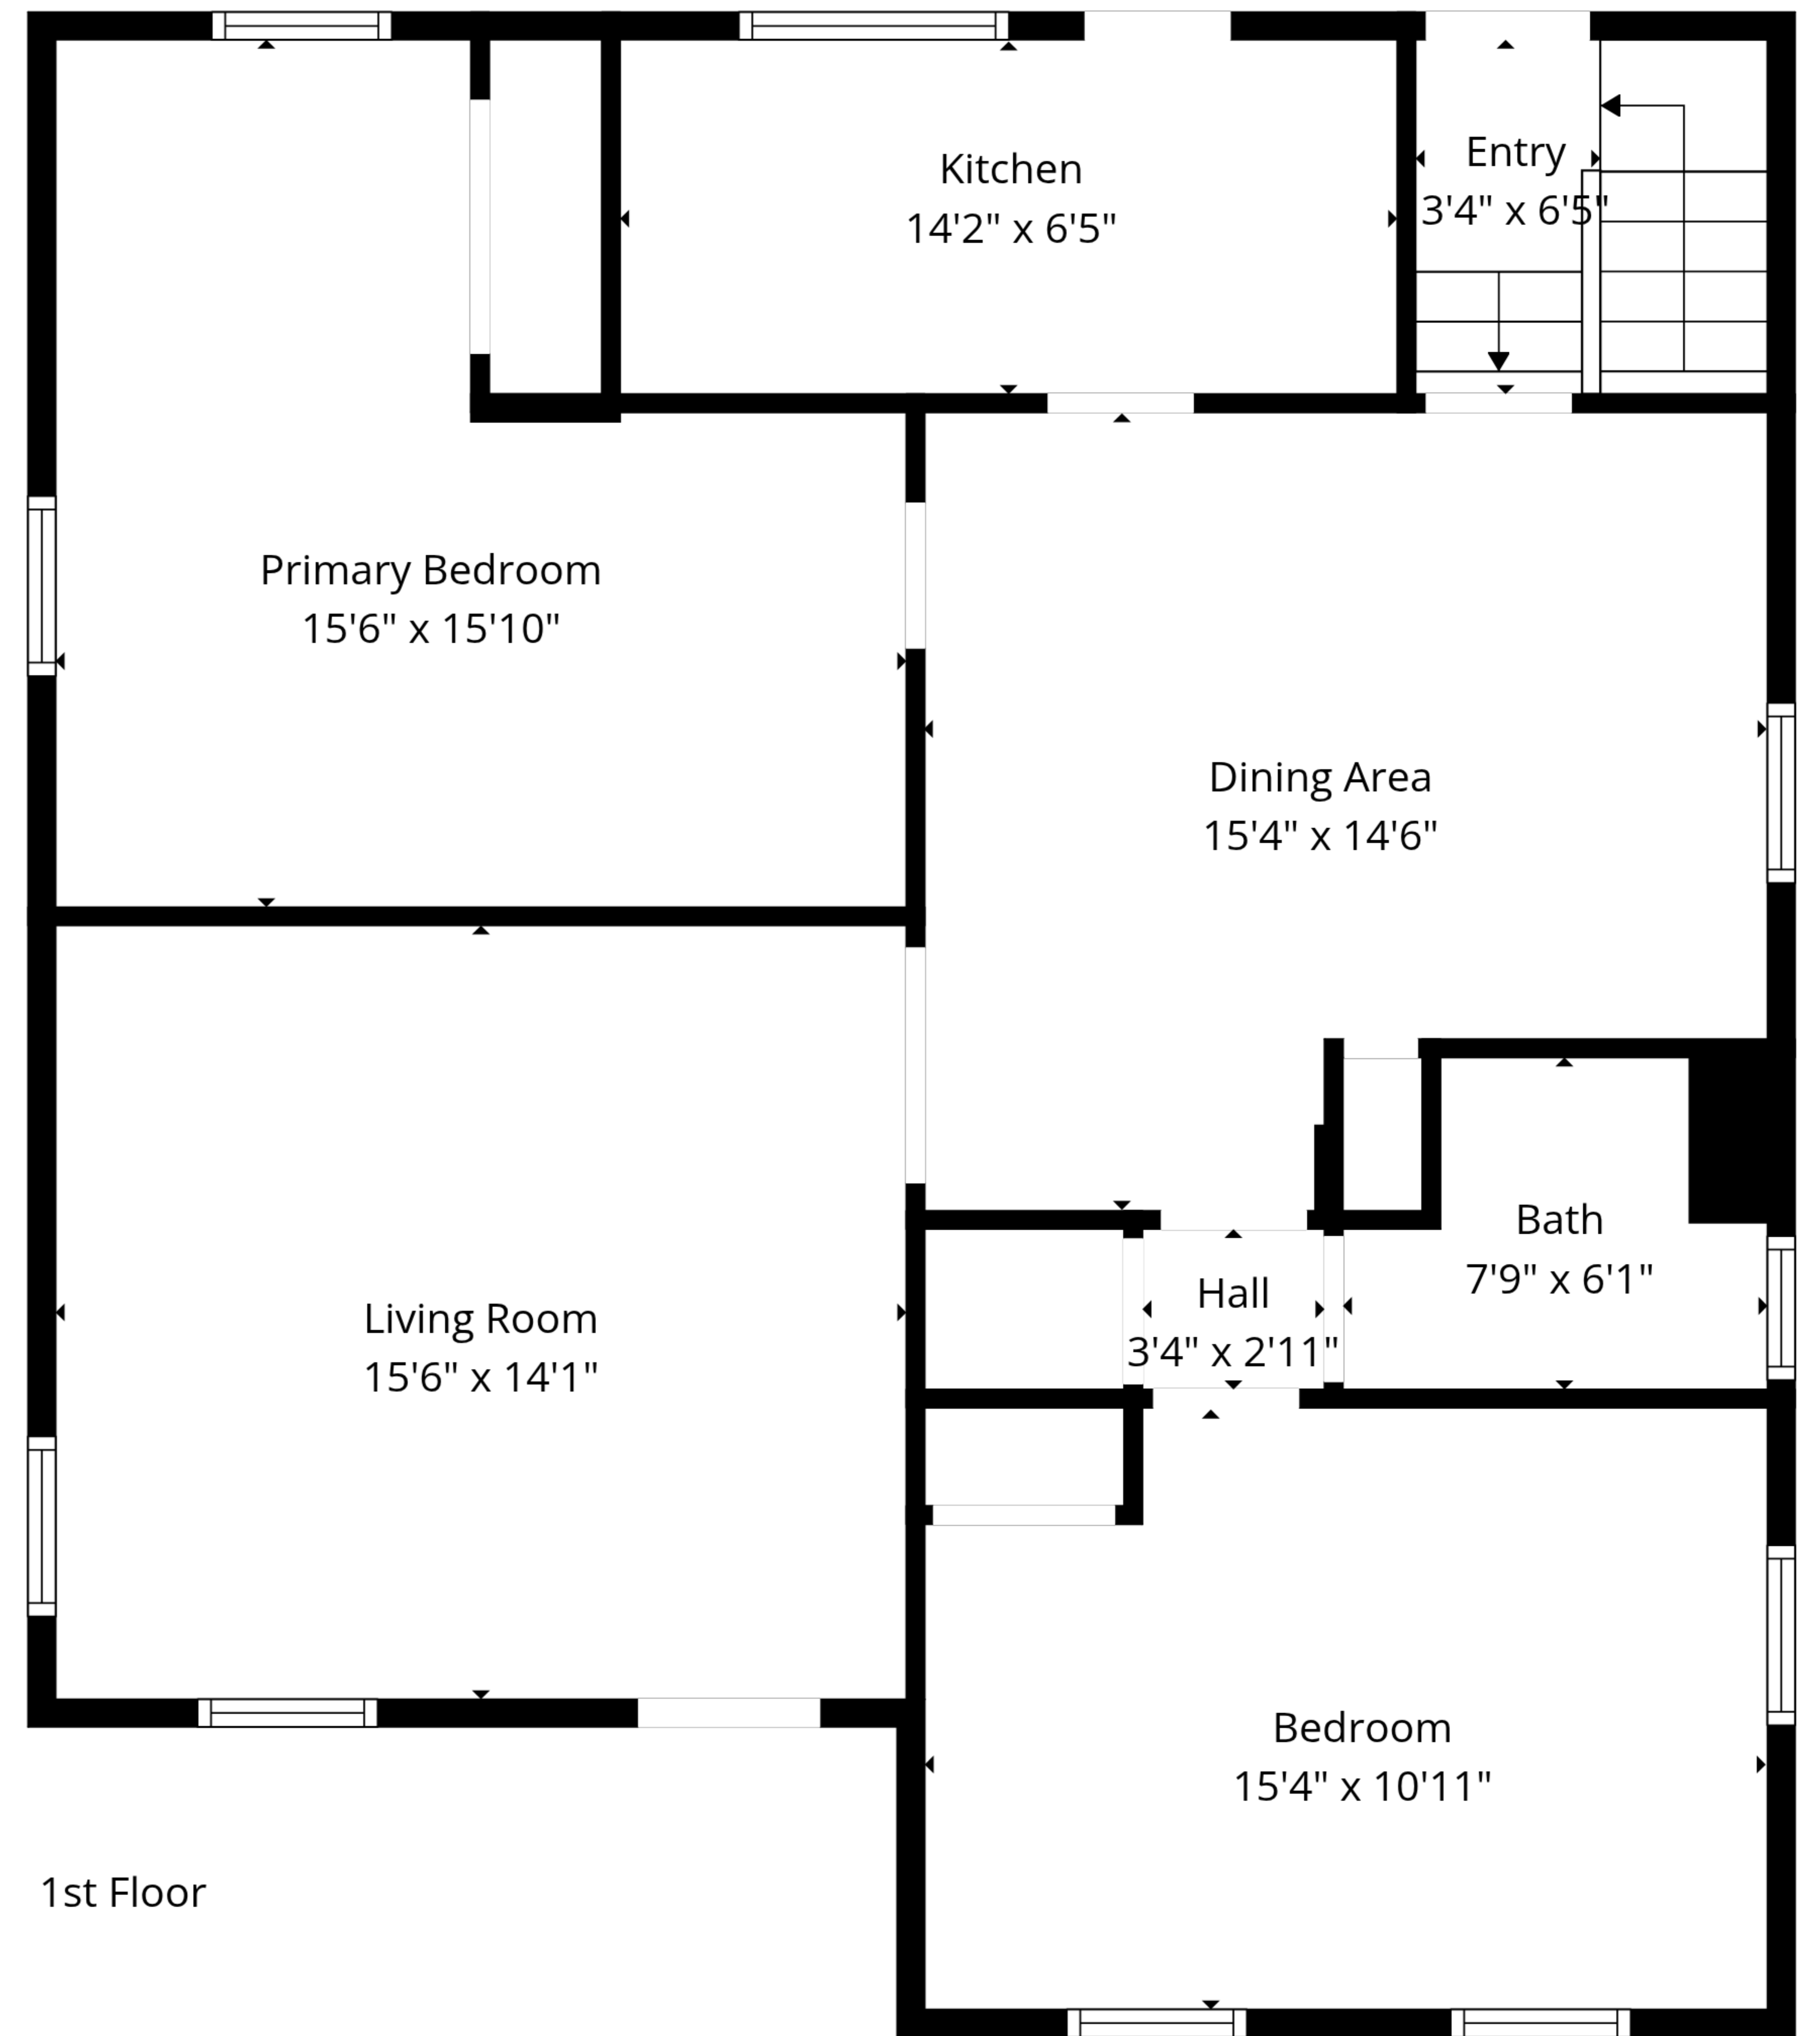 Kitchen
14'2" x 6'5"
Entry
3'4" x 6'5"
Primary Bedroom
15'6" x 15'10"
Dining Area
15'4" x 14'6"
Bath
7'9" x 6'1"
Hall
3'4" x 2'11"
Living Room
15'6" x 14'1"
Bedroom
15'4" x 10'11"
1st Floor